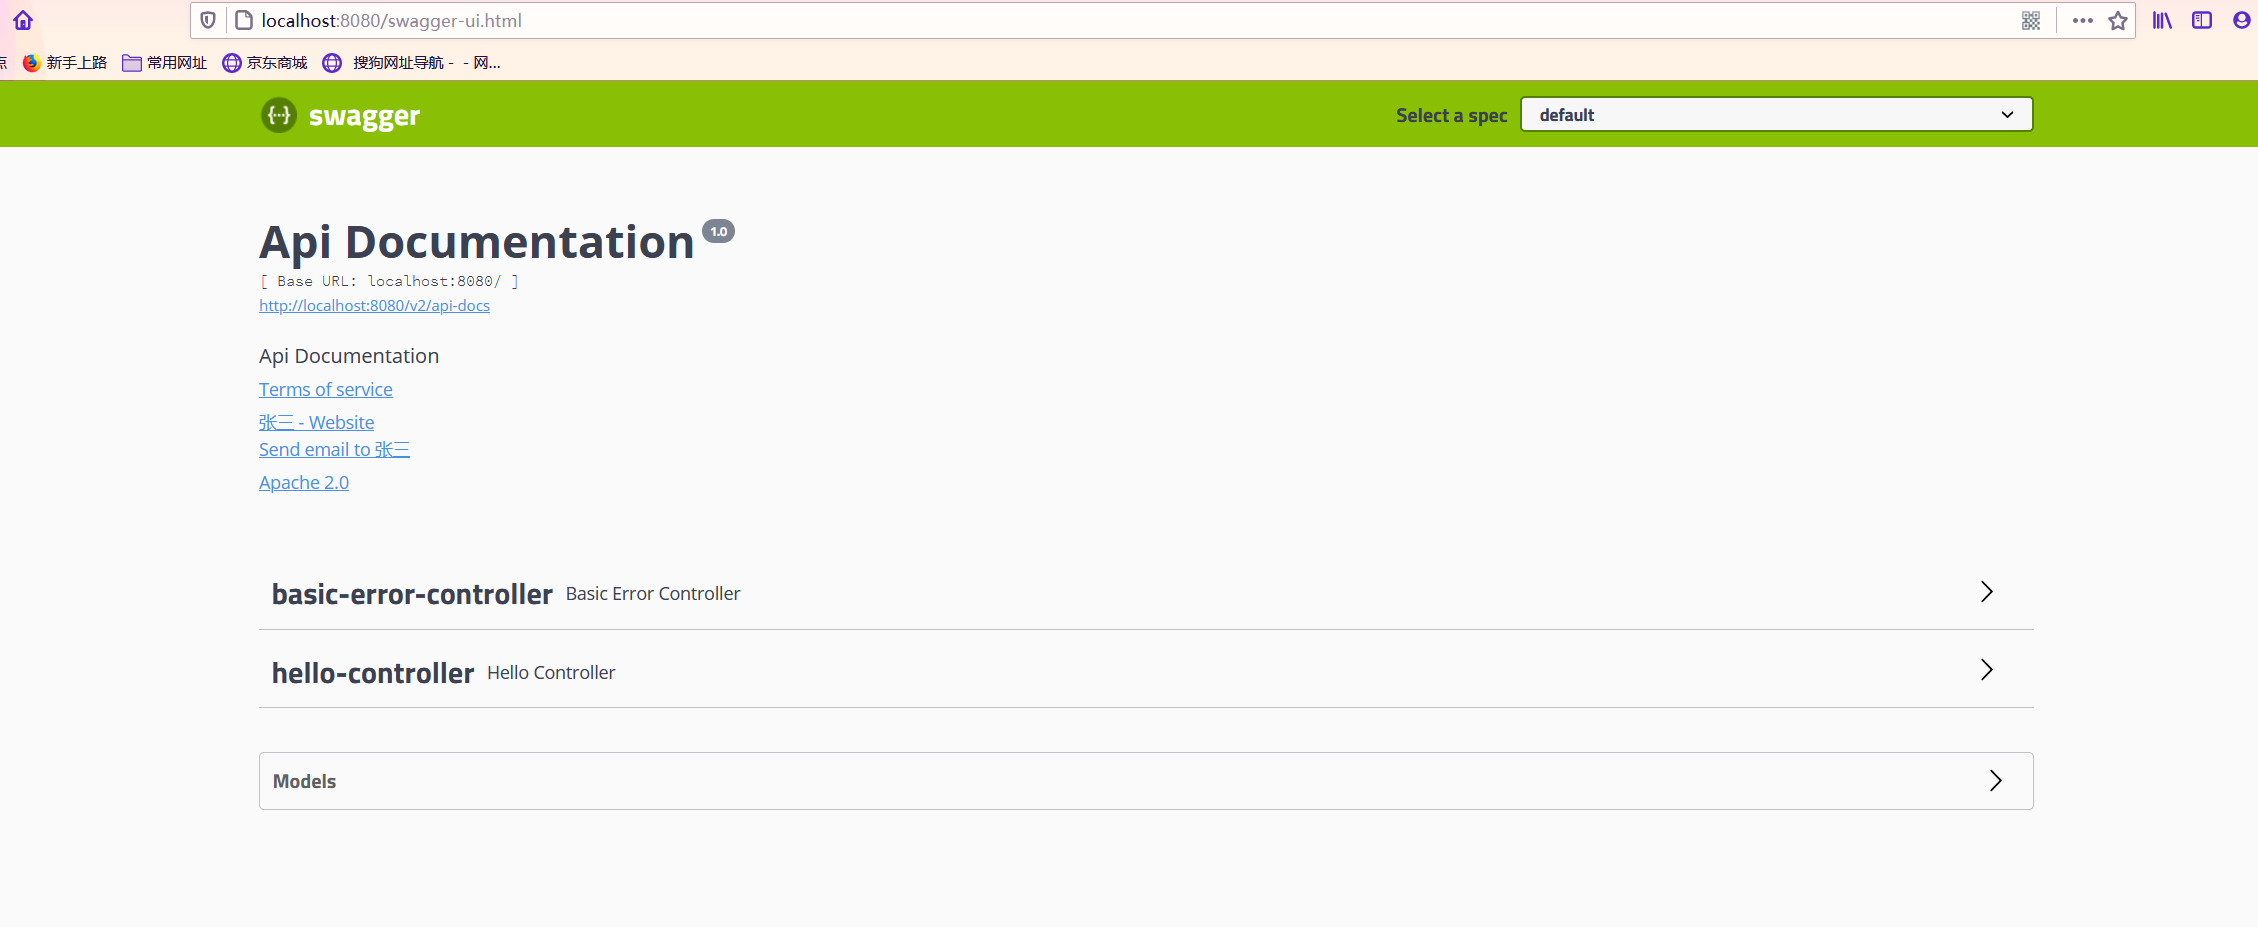 localhost:8080/swagger-ui.html
点 新手上路 常用网址 京东商城 搜狗网址导航 - - 网...
{...} swagger Select a spec default
Api Documentation 1.0
[ Base URL: localhost:8080/ ]
http://localhost:8080/v2/api-docs
Api Documentation
Terms of service
张三 - Website
Send email to 张三
Apache 2.0
basic-error-controller Basic Error Controller
hello-controller Hello Controller
Models